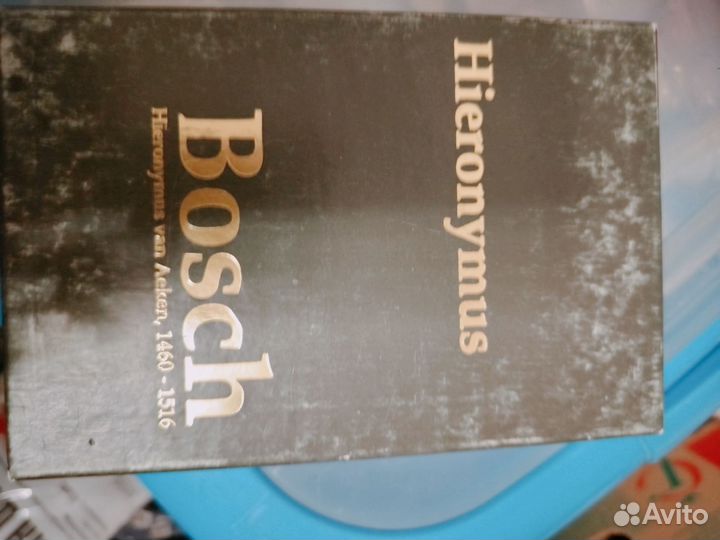 Hieronymus
Bosch
Hieronymus van Aeken, 1460 - 1516
Avito